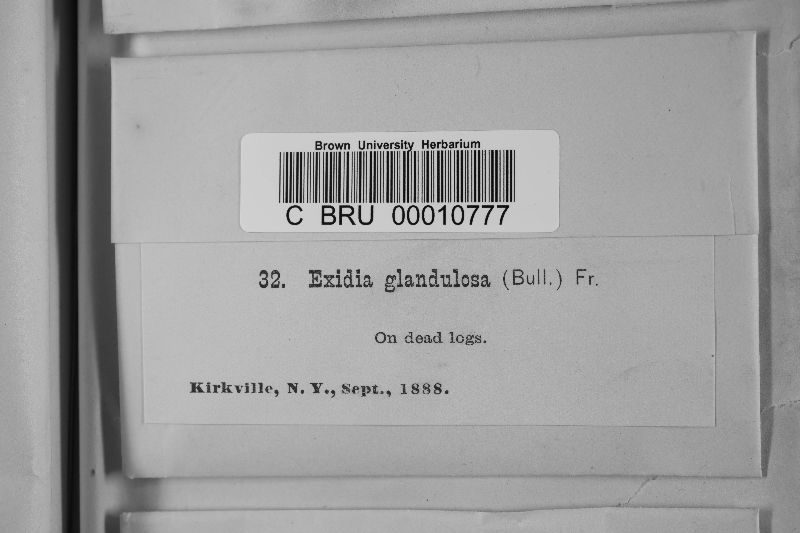 Brown University Herbarium
C BRU 00010777
32. Exidia glandulosa (Bull.) Fr.
On dead logs.
Kirkville, N. Y., Sept., 1888.